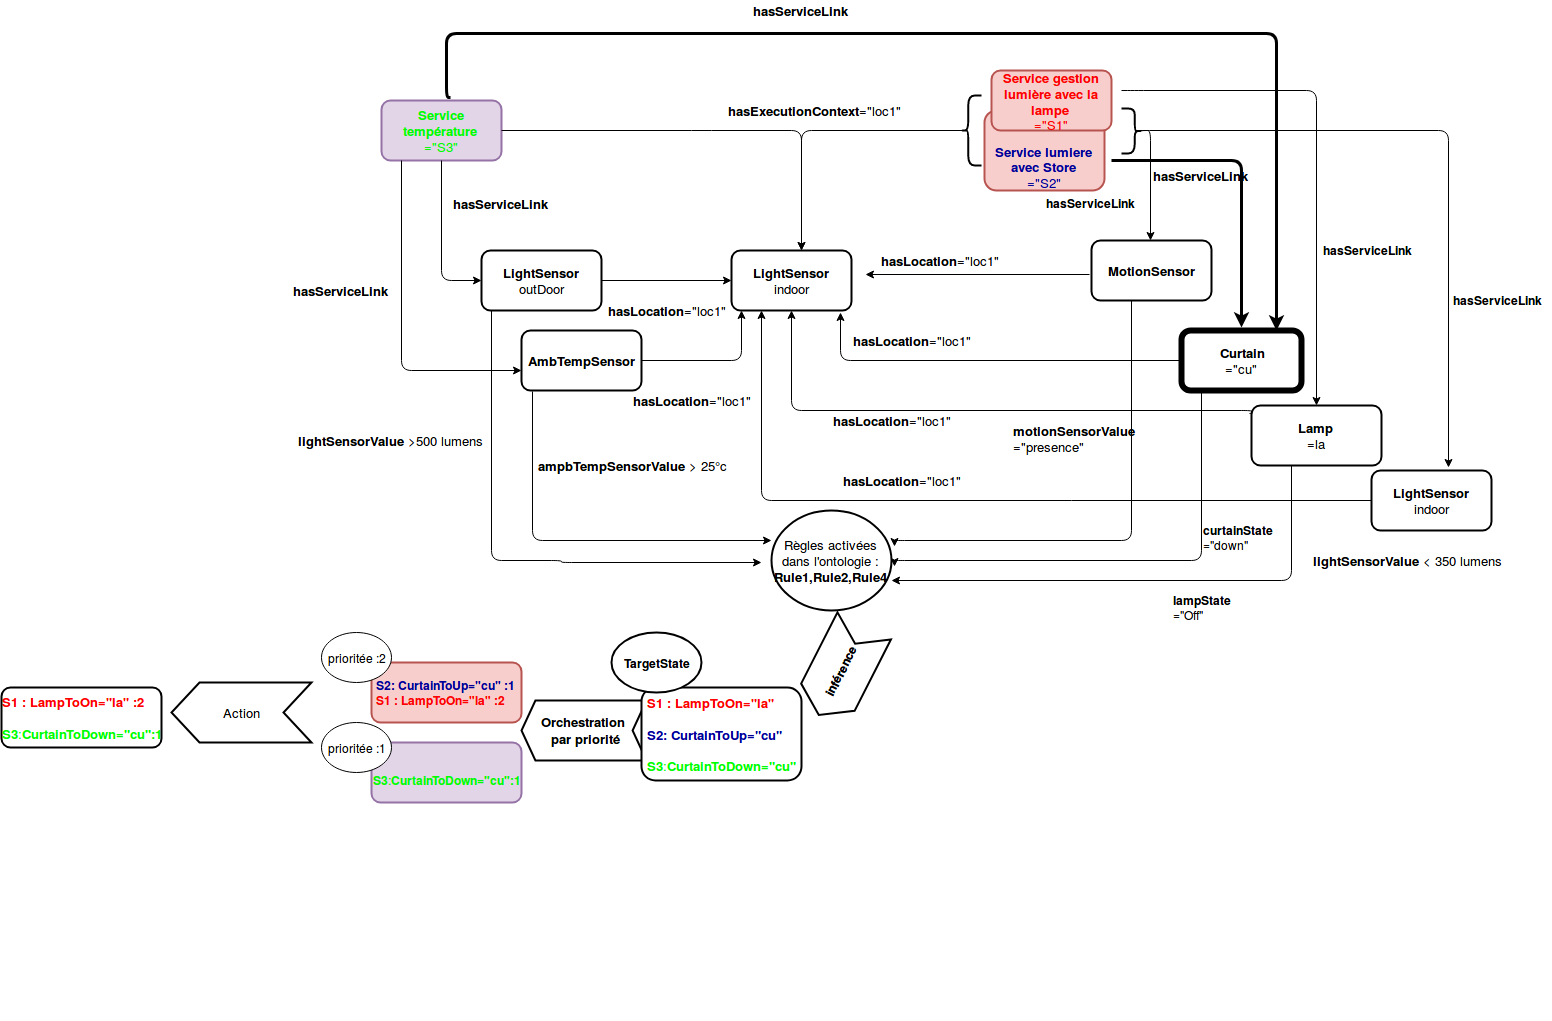 hasServiceLink
Service gestion
lumière avec la
lampe
="S1"
hasExecutionContext="loc1"
Service
température
="S3"
Service lumiere
avec Store
="S2"
hasServiceLink
hasServiceLink
hasServiceLink
hasServiceLink
hasLocation="loc1"
LightSensor
outDoor
LightSensor
indoor
MotionSensor
hasServiceLink
hasServiceLink
hasLocation="loc1"
hasLocation="loc1"
AmbTempSensor
Curtain
="cu"
hasLocation="loc1"
hasLocation="loc1"
Lamp
=la
motionSensorValue
="presence"
lightSensorValue >500 lumens
ampbTempSensorValue > 25°c
hasLocation="loc1"
LightSensor
indoor
curtainState
="down"
Règles activées
dans l'ontologie :
Rule1,Rule2,Rule4
lightSensorValue < 350 lumens
lampState
="Off"
inférence
prioritée :2
TargetState
S2: CurtainToUp="cu" :1
S1 : LampToOn="la" :2
S1 : LampToOn="la" :2
S3:CurtainToDown="cu":1
Action
Orchestration
par priorité
S1 : LampToOn="la"
S2: CurtainToUp="cu"
S3:CurtainToDown="cu"
prioritée :1
S3:CurtainToDown="cu":1